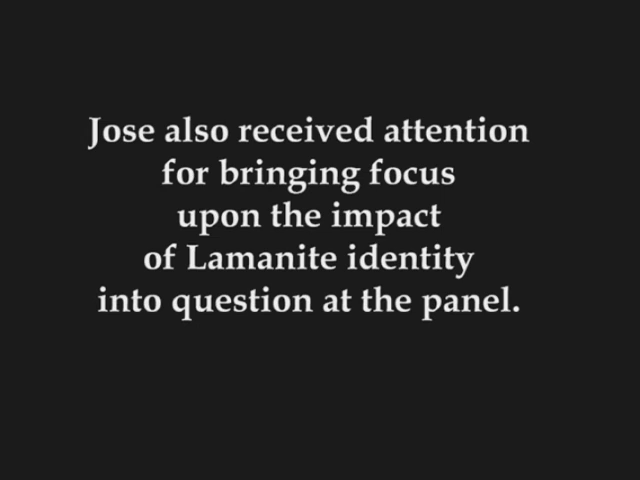 Jose also received attention
for bringing focus
upon the impact
of Lamanite identity
into question at the panel.